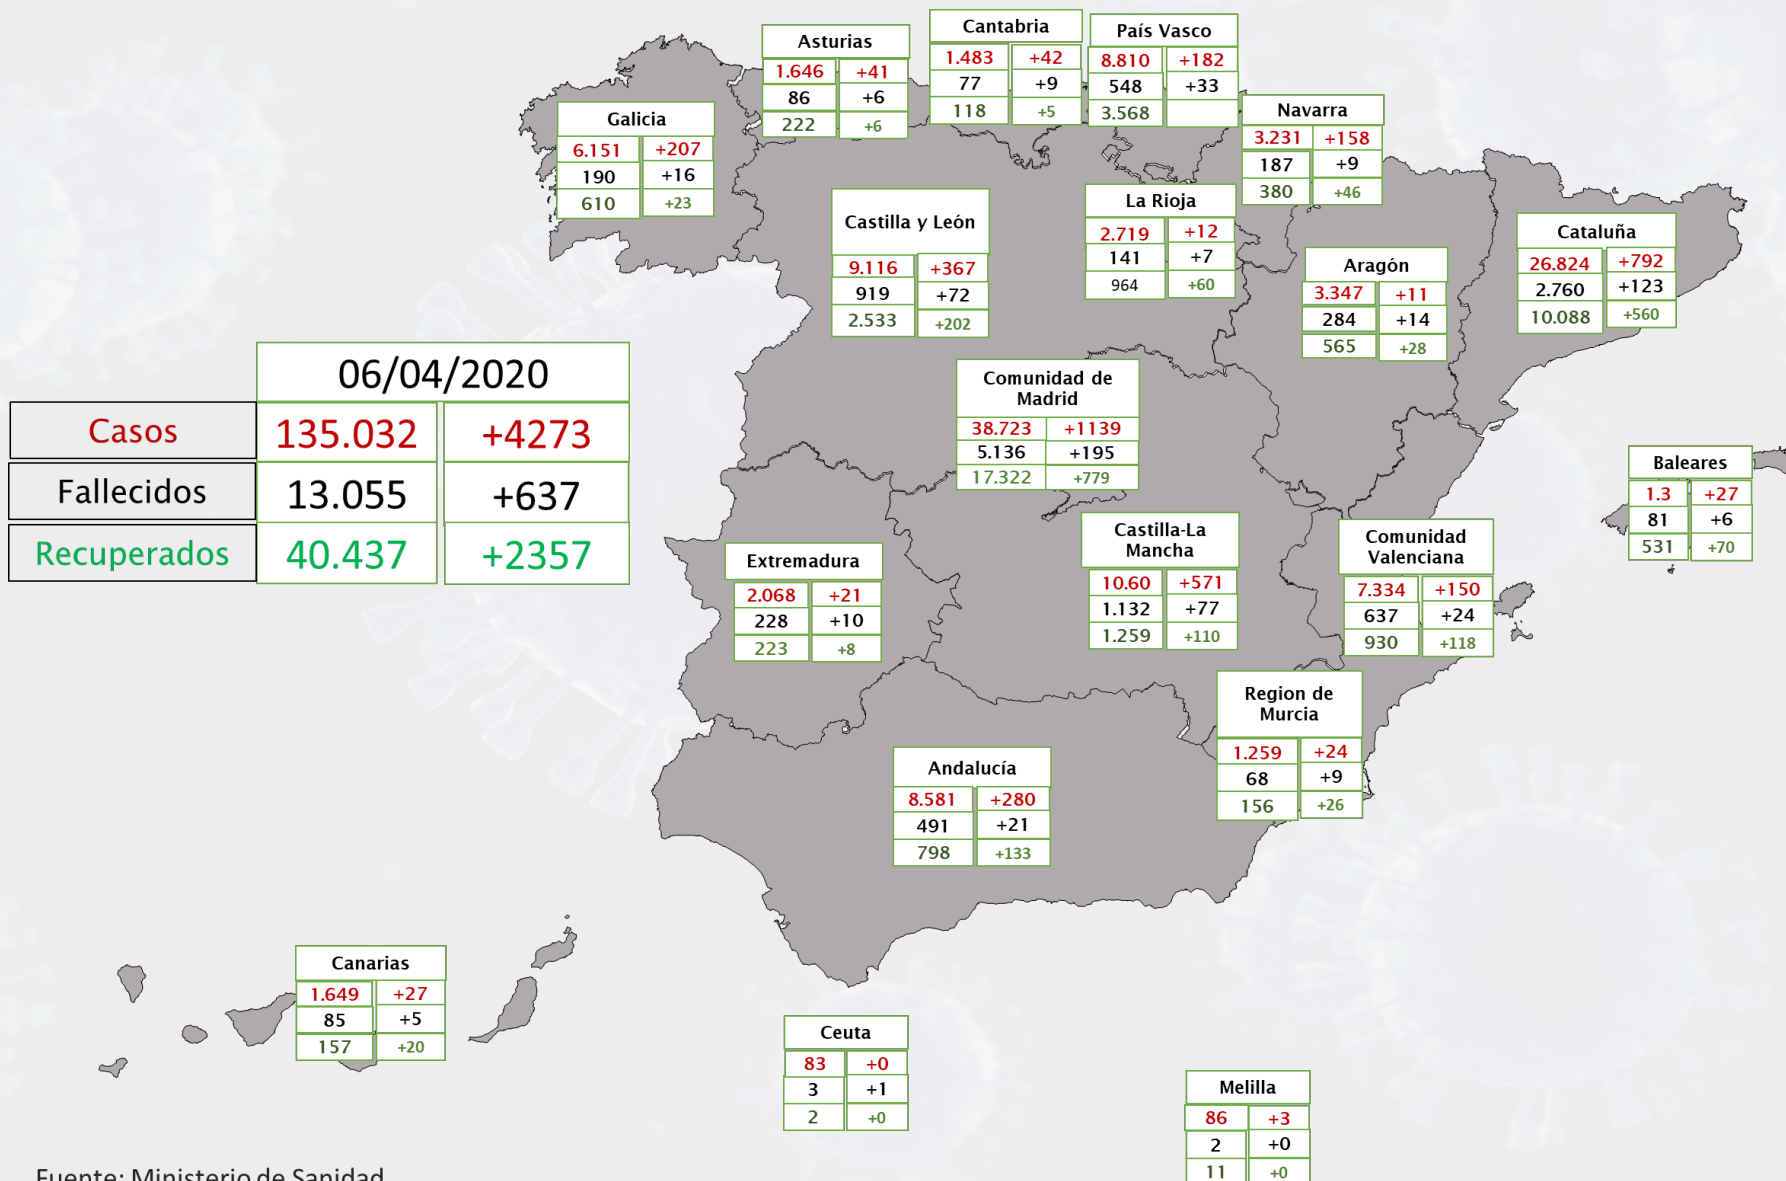 Asturias
1.646 +41
86 +6
222 +6
Cantabria
1.483 +42
77 +9
118 +5
País Vasco
8.810 +182
548 +33
3.568
Galicia
6.151 +207
190 +16
610 +23
Navarra
3.231 +158
187 +9
380 +46
Castilla y León
9.116 +367
919 +72
2.533 +202
La Rioja
2.719 +12
141 +7
964 +60
Aragón
3.347 +11
284 +14
565 +28
Cataluña
26.824 +792
2.760 +123
10.088 +560
06/04/2020
Casos 135.032 +4273
Fallecidos 13.055 +637
Recuperados 40.437 +2357
Comunidad de
Madrid
38.723 +1139
5.136 +195
17.322 +779
Baleares
1.3 +27
81 +6
531 +70
Extremadura
2.068 +21
228 +10
223 +8
Castilla-La
Mancha
10.60 +571
1.132 +77
1.259 +110
Comunidad
Valenciana
7.334 +150
637 +24
930 +118
Region de
Murcia
1.259 +24
68 +9
156 +26
Andalucía
8.581 +280
491 +21
798 +133
Canarias
1.649 +27
85 +5
157 +20
Ceuta
83 +0
3 +1
2 +0
Melilla
86 +3
2 +0
11 +0
Fuente: Ministerio de Sanidad